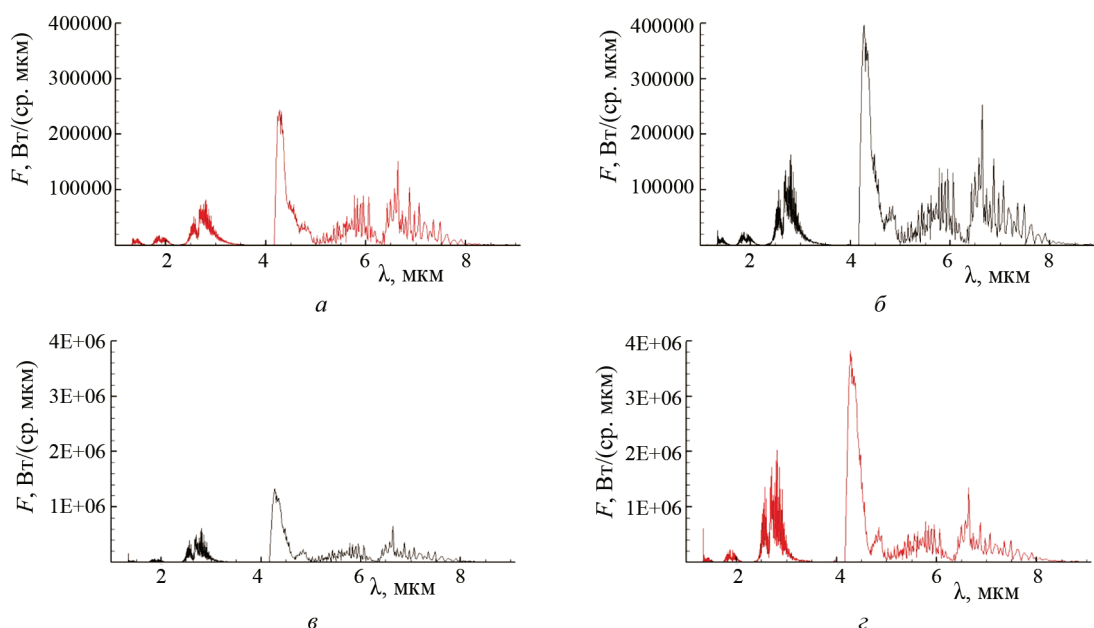 400000
300000
200000
100000
F, Вт/(ср. мкм)
2 4 6 8
λ, мкм
а
400000
300000
200000
100000
F, Вт/(ср. мкм)
2 4 6 8
λ, мкм
б
4E+06
3E+06
2E+06
1E+06
F, Вт/(ср. мкм)
2 4 6 8
λ, мкм
в
4E+06
3E+06
2E+06
1E+06
F, Вт/(ср. мкм)
2 4 6 8
λ, мкм
г